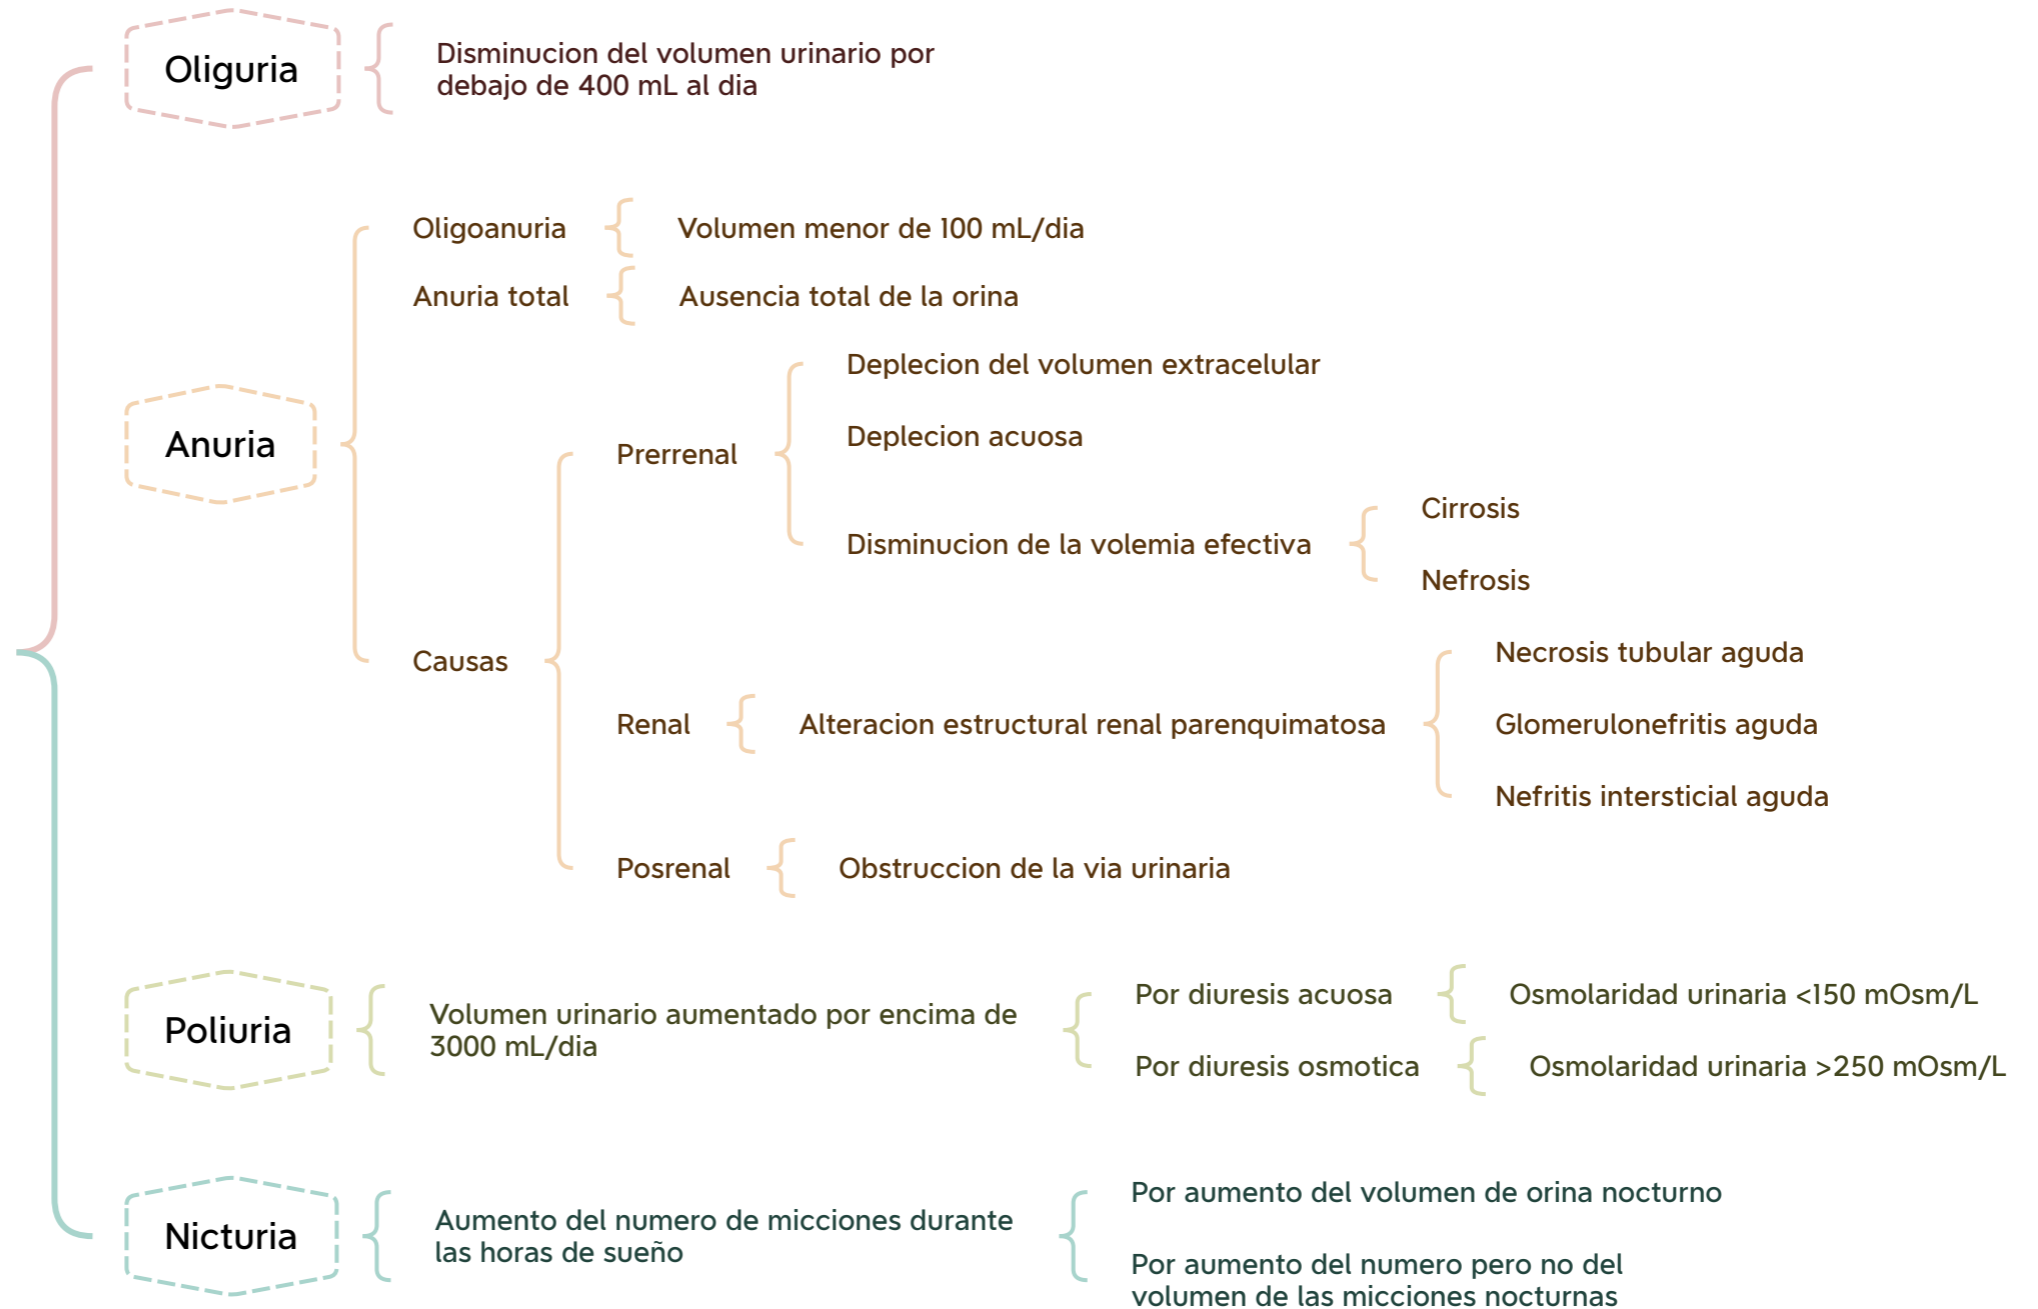 Oliguria
Disminucion del volumen urinario por
debajo de 400 mL al dia
Anuria
Oligoanuria
Volumen menor de 100 mL/dia
Anuria total
Ausencia total de la orina
Causas
Prerrenal
Deplecion del volumen extracelular
Deplecion acuosa
Disminucion de la volemia efectiva
Cirrosis
Nefrosis
Renal
Alteracion estructural renal parenquimatosa
Necrosis tubular aguda
Glomerulonefritis aguda
Nefritis intersticial aguda
Posrenal
Obstruccion de la via urinaria
Poliuria
Volumen urinario aumentado por encima de
3000 mL/dia
Por diuresis acuosa
Osmolaridad urinaria <150 mOsm/L
Por diuresis osmotica
Osmolaridad urinaria >250 mOsm/L
Nicturia
Aumento del numero de micciones durante
las horas de sueño
Por aumento del volumen de orina nocturno
Por aumento del numero pero no del
volumen de las micciones nocturnas